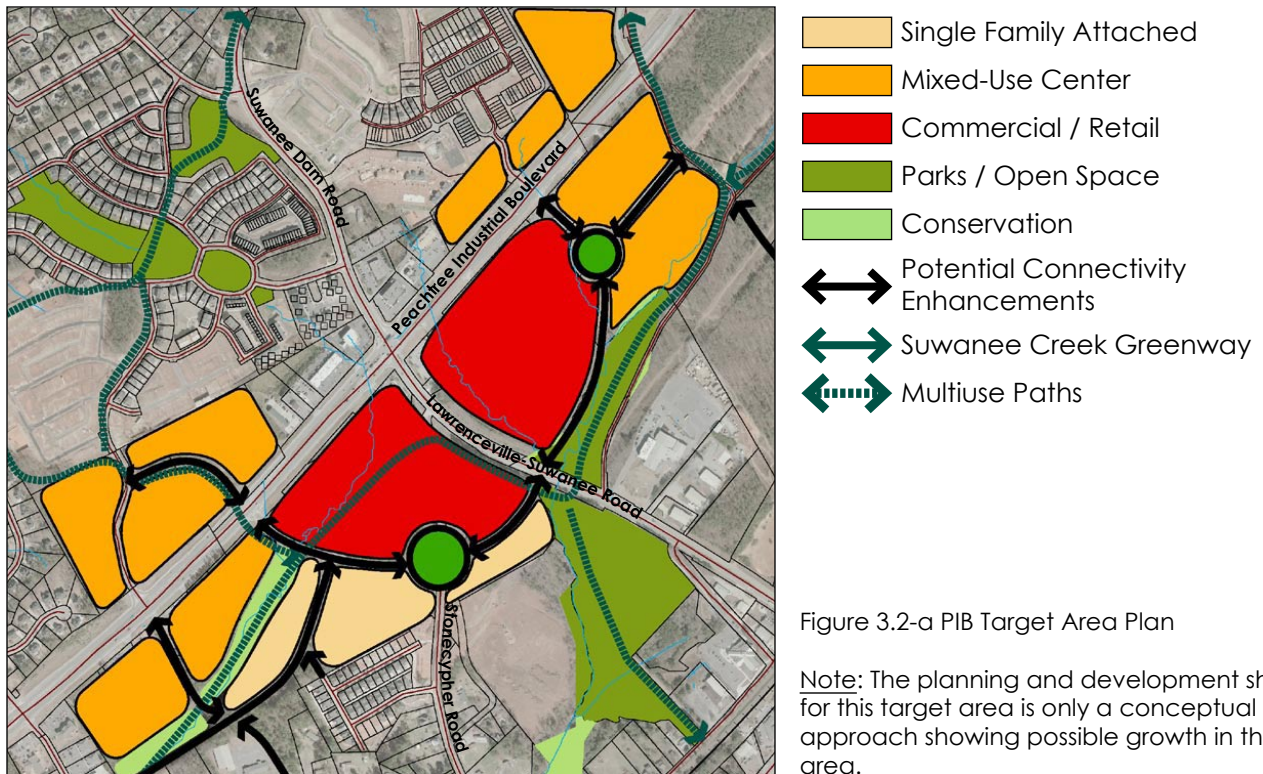 Suwanee Dam Road
Peachtree Industrial Boulevard
Lawrenceville-Suwanee Road
Stonecypher Road
Single Family Attached
Mixed-Use Center
Commercial / Retail
Parks / Open Space
Conservation
Potential Connectivity
Enhancements
Suwanee Creek Greenway
Multiuse Paths
Figure 3.2-a PIB Target Area Plan
Note: The planning and development
for this target area is only a conceptual
approach showing possible growth in
area.